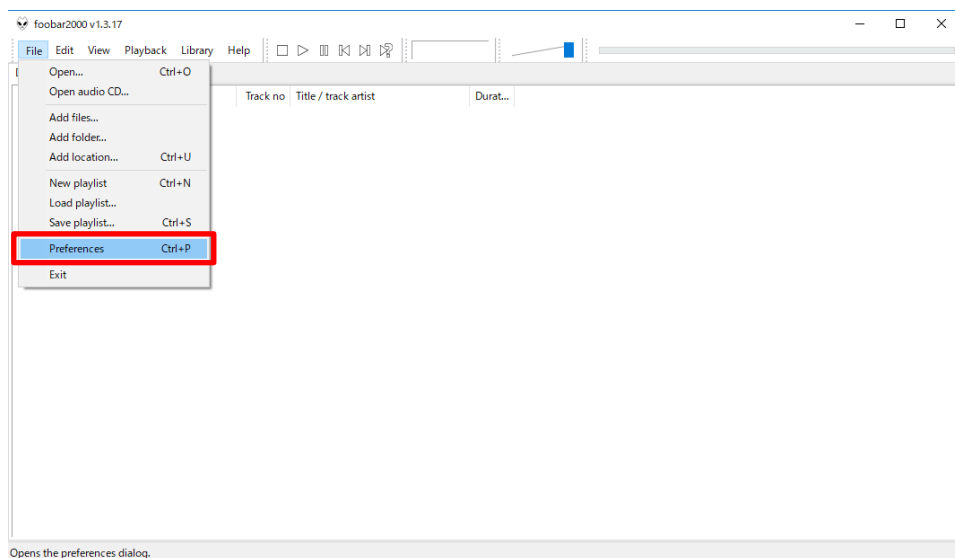 foobar2000 v1.3.17
File Edit View Playback Library Help
Open... Ctrl+O
Open audio CD...
Track no Title / track artist Durat...
Add files...
Add folder...
Add location... Ctrl+U
New playlist Ctrl+N
Load playlist...
Save playlist... Ctrl+S
Preferences Ctrl+P
Exit
Opens the preferences dialog.